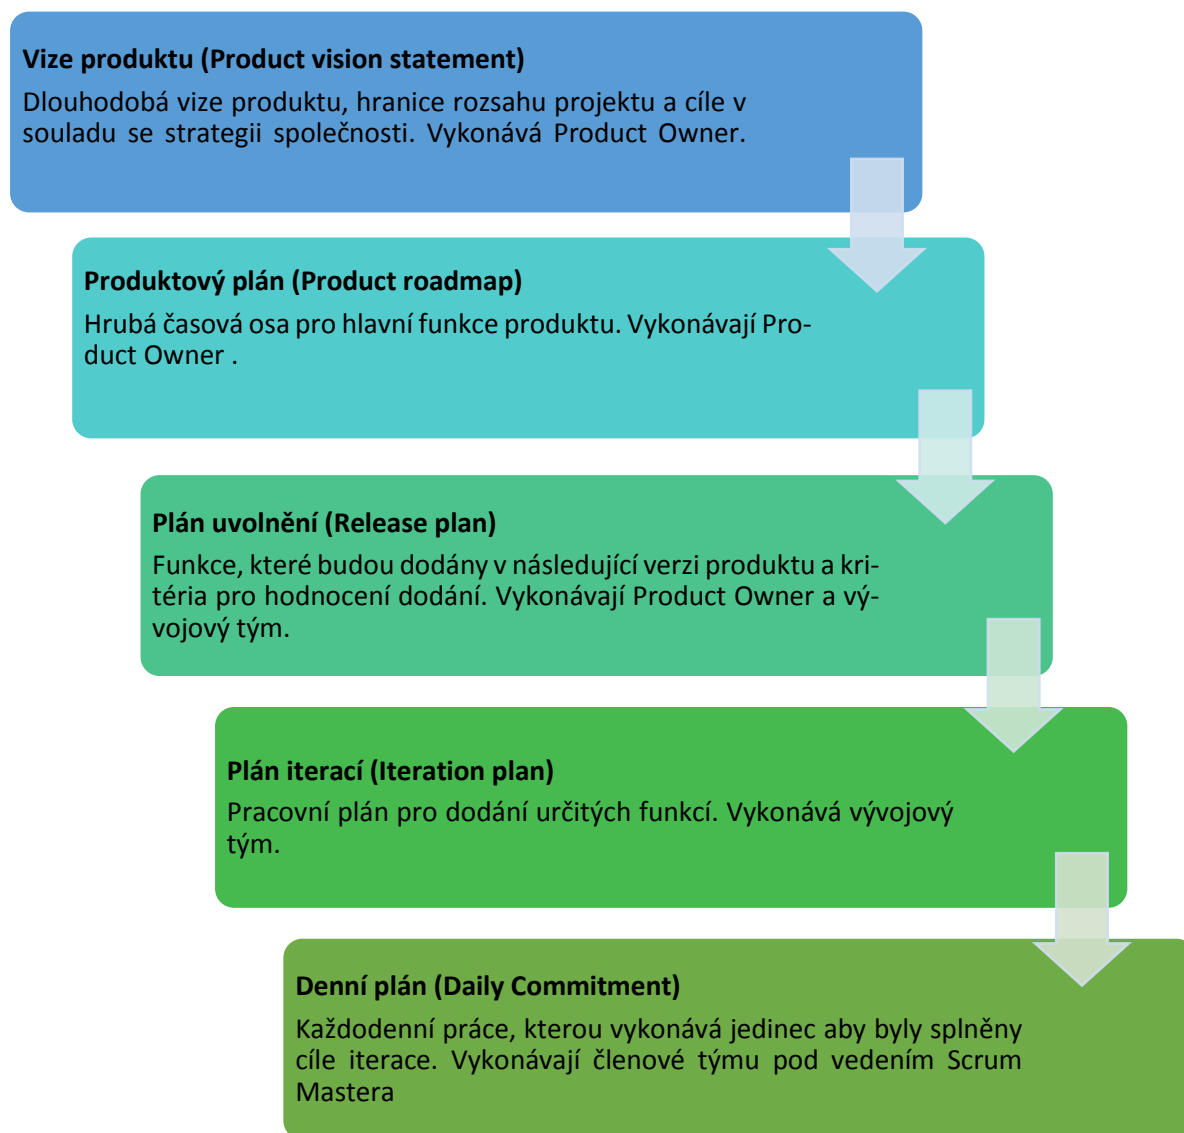 Vize produktu (Product vision statement)
Dlouhodobá vize produktu, hranice rozsahu projektu a cíle v
souladu se strategii společnosti. Vykonává Product Owner.
Produktový plán (Product roadmap)
Hrubá časová osa pro hlavní funkce produktu. Vykonávají Pro-
duct Owner .
Plán uvolnění (Release plan)
Funkce, které budou dodány v následující verzi produktu a kri-
téria pro hodnocení dodání. Vykonávají Product Owner a vý-
vojový tým.
Plán iterací (Iteration plan)
Pracovní plán pro dodání určitých funkcí. Vykonává vývojový
tým.
Denní plán (Daily Commitment)
Každodenní práce, kterou vykonává jedinec aby byly splněny
cíle iterace. Vykonávají členové týmu pod vedením Scrum
Mastera